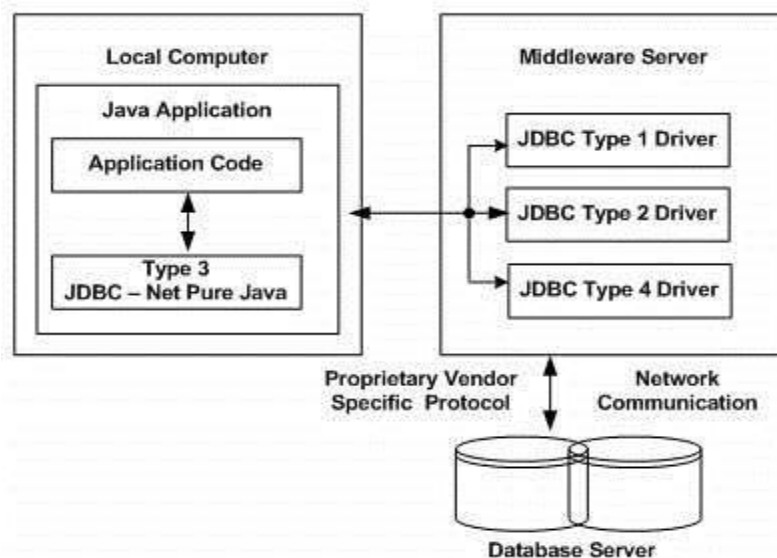 Local Computer
Java Application
Application Code
Type 3
JDBC – Net Pure Java
Middleware Server
JDBC Type 1 Driver
JDBC Type 2 Driver
JDBC Type 4 Driver
Proprietary Vendor
Specific Protocol
Network
Communication
Database Server